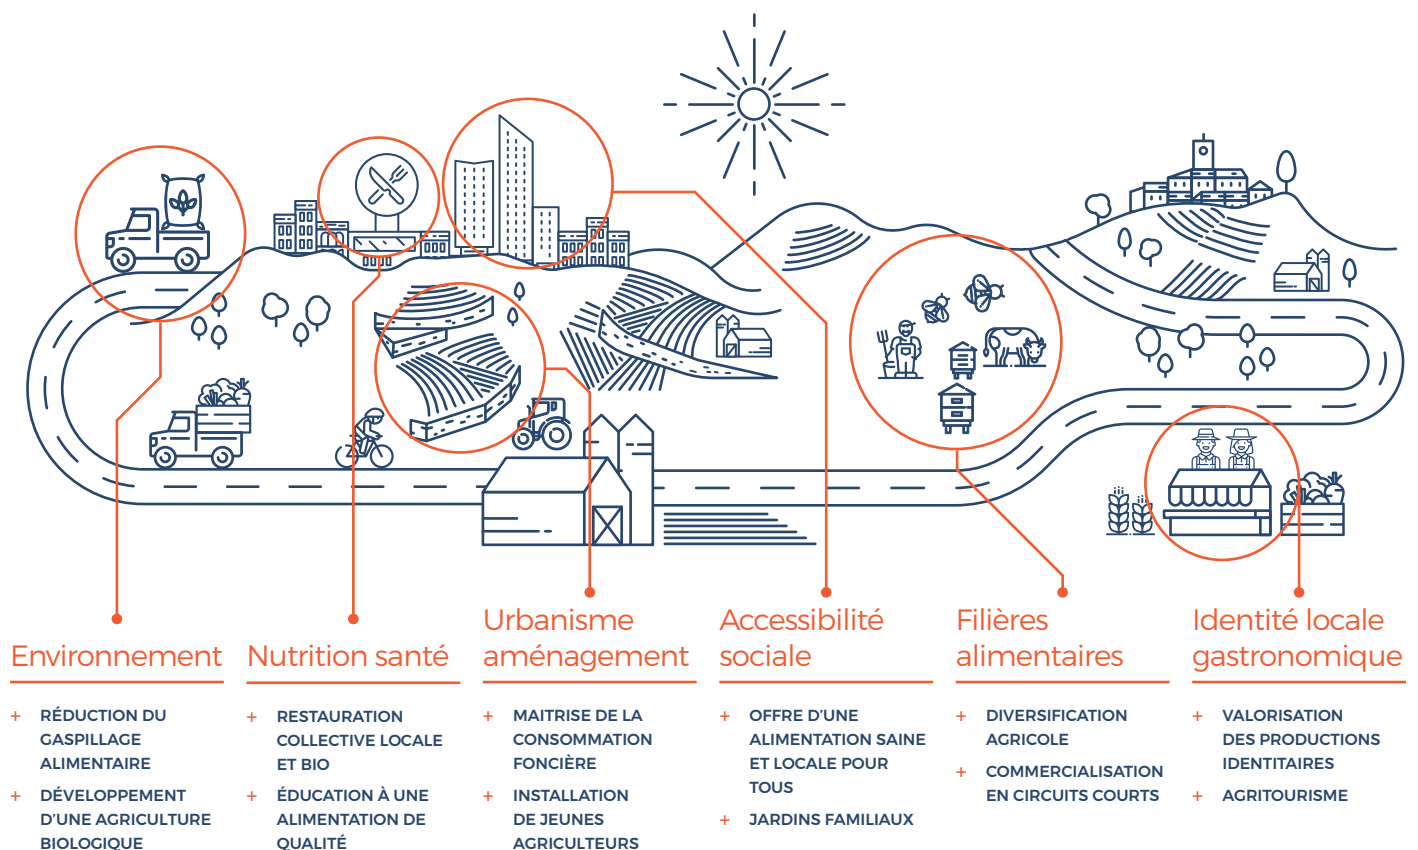 Environnement
+ RÉDUCTION DU
GASPILLAGE
ALIMENTAIRE
+ DÉVELOPPEMENT
D'UNE AGRICULTURE
BIOLOGIQUE
Nutrition santé
+ RESTAURATION
COLLECTIVE LOCALE
ET BIO
+ ÉDUCATION À UNE
ALIMENTATION DE
QUALITÉ
Urbanisme
aménagement
+ MAITRISE DE LA
CONSOMMATION
FONCIÈRE
+ INSTALLATION
DE JEUNES
AGRICULTEURS
Accessibilité
sociale
+ OFFRE D'UNE
ALIMENTATION SAINE
ET LOCALE POUR
TOUS
+ JARDINS FAMILIAUX
Filières
alimentaires
+ DIVERSIFICATION
AGRICOLE
+ COMMERCIALISATION
EN CIRCUITS COURTS
Identité locale
gastronomique
+ VALORISATION
DES PRODUCTIONS
IDENTITAIRES
+ AGRITOURISME